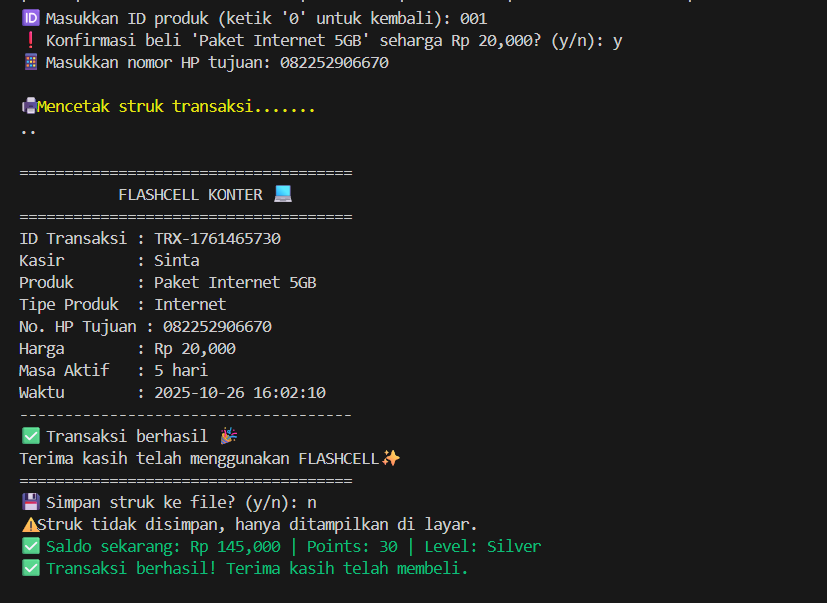 🆔 Masukkan ID produk (ketik '0' untuk kembali): 001
❗ Konfirmasi beli 'Paket Internet 5GB' seharga Rp 20,000? (y/n): y
📱 Masukkan nomor HP tujuan: 082252906670
🖨️Mencetak struk transaksi.......
..
=====================================
FLASHCELL KONTER 💻
=====================================
ID Transaksi : TRX-1761465730
Kasir : Sinta
Produk : Paket Internet 5GB
Tipe Produk : Internet
No. HP Tujuan : 082252906670
Harga : Rp 20,000
Masa Aktif : 5 hari
Waktu : 2025-10-26 16:02:10
-------------------------------------
✅ Transaksi berhasil 🎉
Terima kasih telah menggunakan FLASHCELL✨
=====================================
💾 Simpan struk ke file? (y/n): n
⚠️Struk tidak disimpan, hanya ditampilkan di layar.
✅ Saldo sekarang: Rp 145,000 | Points: 30 | Level: Silver
✅ Transaksi berhasil! Terima kasih telah membeli.